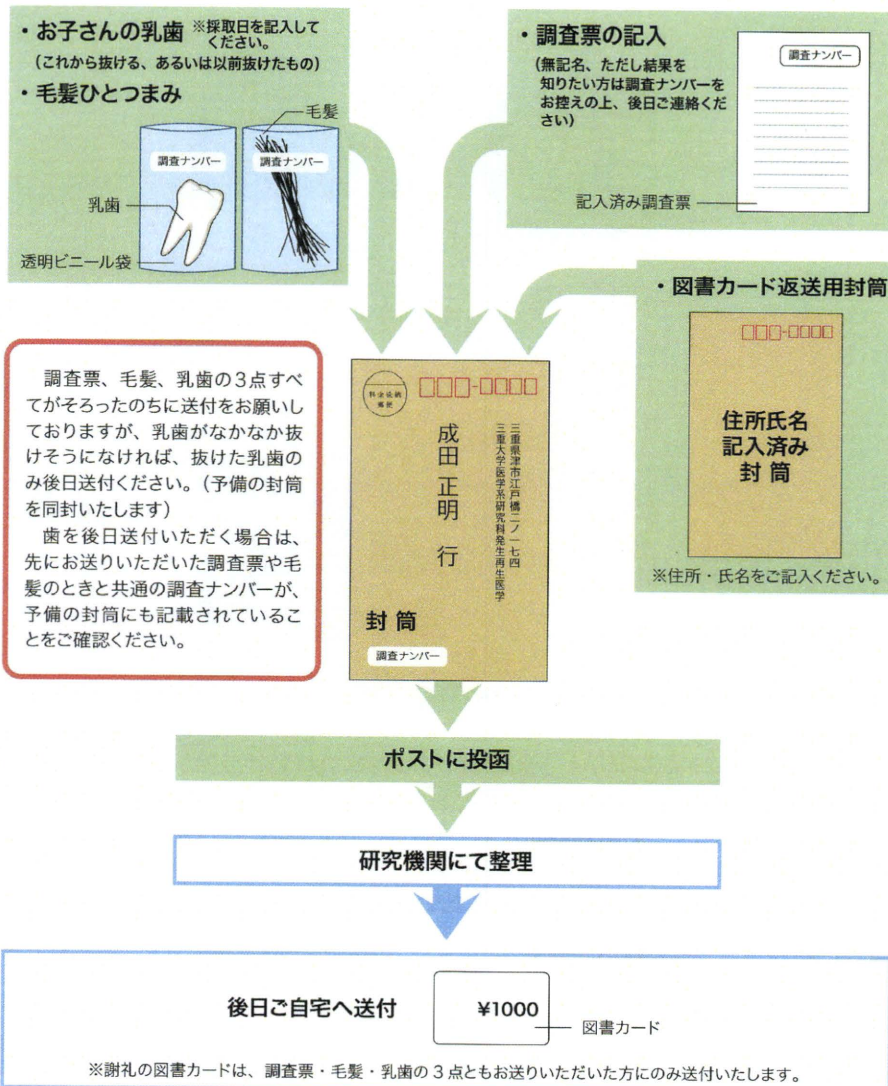 ・お子さんの乳歯 ※採取日を記入して
ください。
(これから抜ける、あるいは以前抜けたもの)
・毛髪ひとつまみ
毛髪
調査ナンバー
調査ナンバー
乳歯
透明ビニール袋
・調査票の記入
(無記名、ただし結果を
知りたい方は調査ナンバーを
お控えの上、後日ご連絡くだ
さい)
調査ナンバー
記入済み調査票
・図書カード返送用封筒
住所氏名
記入済み
封筒
※住所・氏名をご記入ください。
調査票、毛髪、乳歯の3点すべ
てがそろったのちに送付をお願いし
ておりますが、乳歯がなかなか抜
けそうになければ、抜けた乳歯の
み後日送付ください。(予備の封筒
を同封いたします)
歯を後日送付いただく場合は、
先にお送りいただいた調査票や毛
髪のときと共通の調査ナンバーが、
予備の封筒にも記載されているこ
とをご確認ください。
料金後納
郵便
三重県津市江戸橋二ノ一七四
三重大学医学系研究科発生再生医学
成田 正明 行
封筒
調査ナンバー
ポストに投函
研究機関にて整理
後日ご自宅へ送付
¥1000
図書カード
※謝礼の図書カードは、調査票・毛髪・乳歯の3点ともお送りいただいた方にのみ送付いたします。